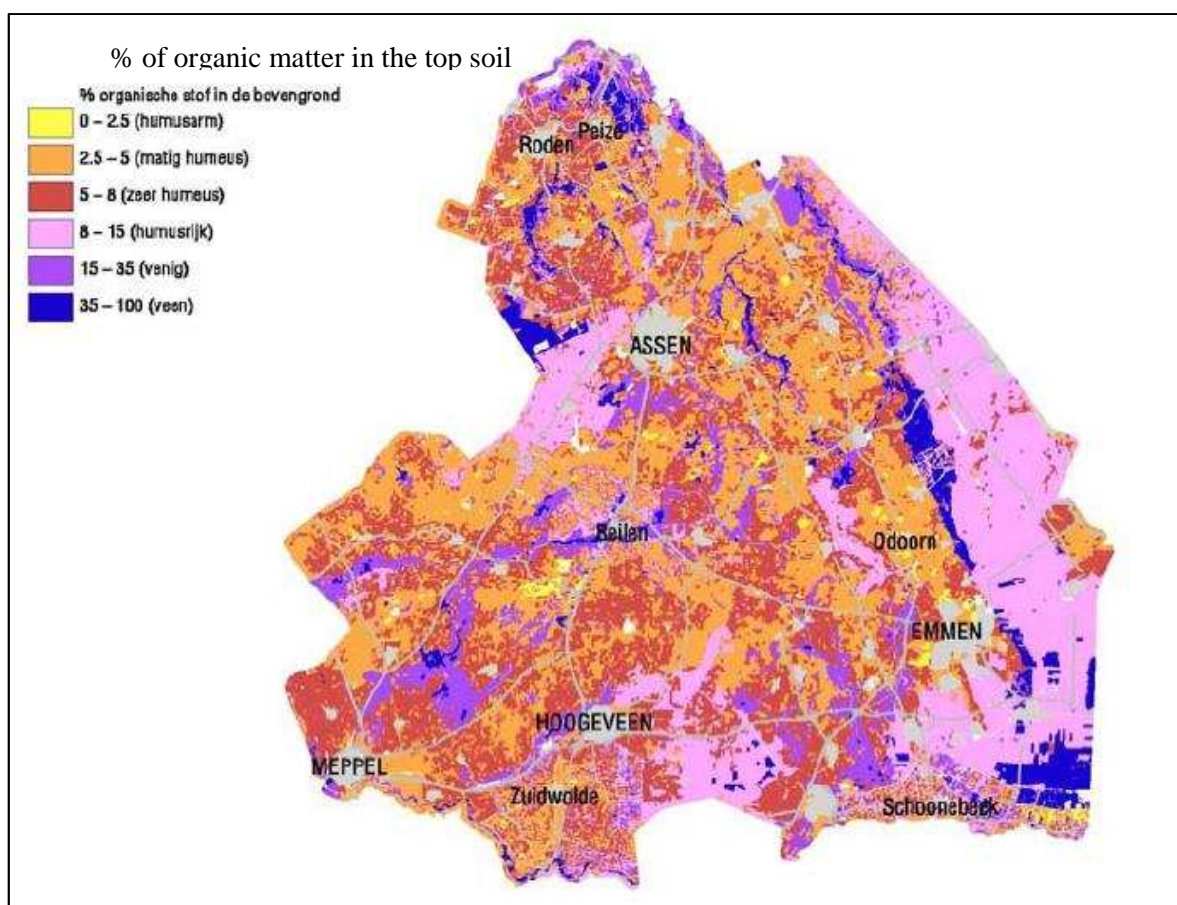 % of organic matter in the top soil
% organische stof in de bovengrond
0 – 2.5 (humusarm)
2.5 – 5 (matig humeus)
5 – 8 (zeer humeus)
8 – 15 (humusrijk)
15 – 35 (venig)
35 – 100 (veen)
Peize
Roden
ASSEN
Beilen
Odoorn
EMMEN
HOOGEVEEN
MEPPEL
Zuidwolde
Schoonebeek